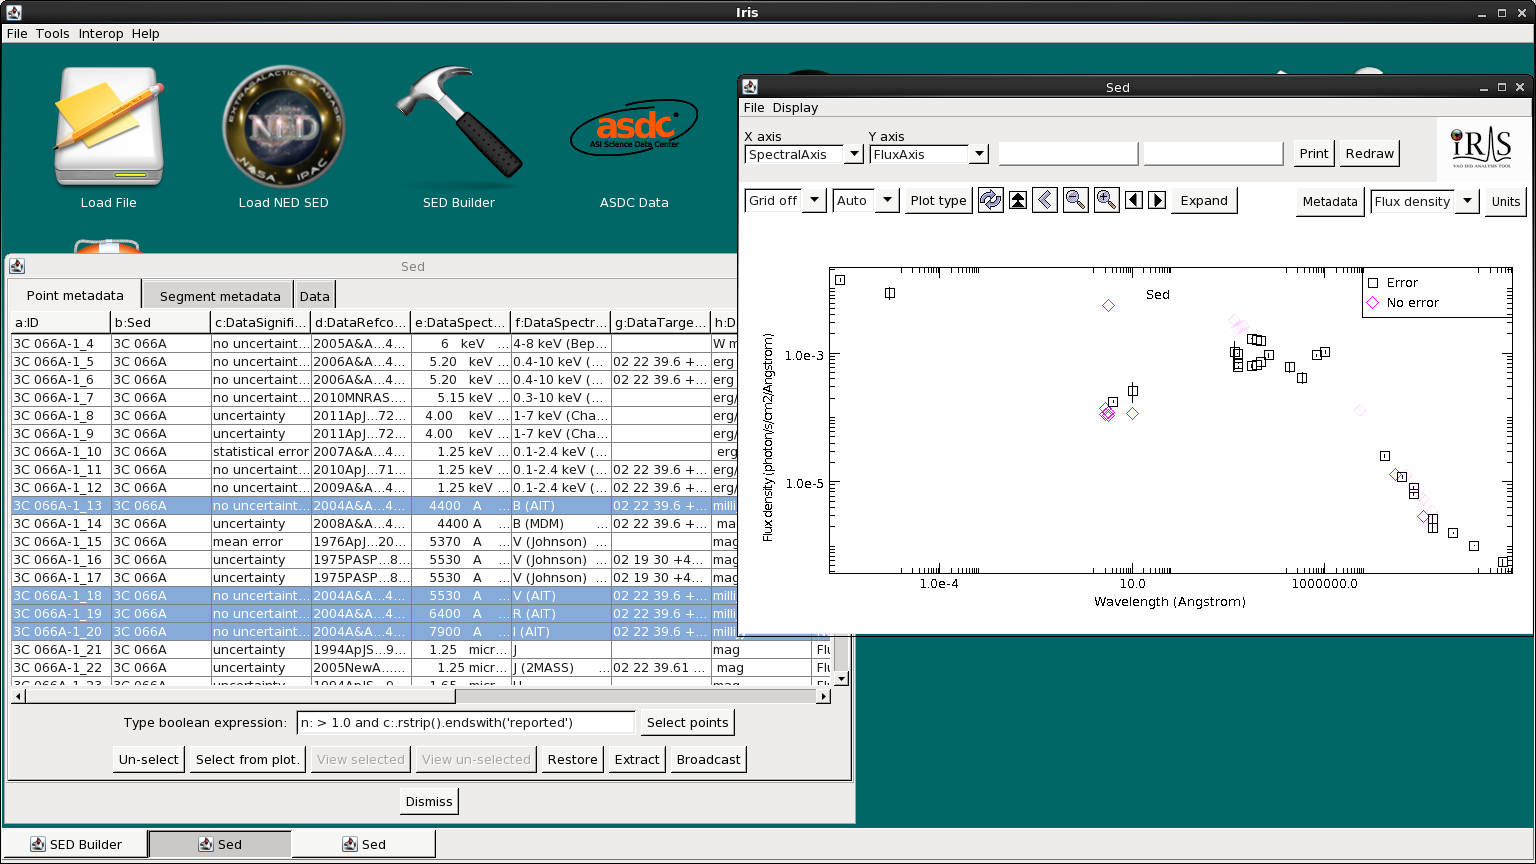 Iris
File Tools Interop Help
EXTRAGALACTIC·DATABASE
NED
NASA / IPAC
asdc
ASI Science Data Center
Load File
Load NED SED
SED Builder
ASDC Data
Sed
File Display
X axis
Y axis
SpectralAxis
FluxAxis
Print
Redraw
IRIS
VAO SED ANALYSIS TOOL
Grid off
Auto
Plot type
Expand
Metadata
Flux density
Units
Sed
Error
No error
1.0e-3
1.0e-5
Flux density (photon/s/cm2/Angstrom)
1.0e-4
10.0
1000000.0
Wavelength (Angstrom)
Sed
Point metadata
Segment metadata
Data
a:ID b:Sed c:DataSignifi... d:DataRefco... e:DataSpect... f:DataSpectr... g:DataTarge... h:D
3C 066A-1_4 3C 066A no uncertaint... 2005A&A...4... 6 keV ... 4-8 keV (Bep... W m
3C 066A-1_5 3C 066A no uncertaint... 2006A&A...4... 5.20 keV ... 0.4-10 keV (... 02 22 39.6 +... erg
3C 066A-1_6 3C 066A no uncertaint... 2006A&A...4... 5.20 keV ... 0.4-10 keV (... 02 22 39.6 +... erg
3C 066A-1_7 3C 066A no uncertaint... 2010MNRAS.... 5.15 keV ... 0.3-10 keV (... erg/
3C 066A-1_8 3C 066A uncertainty 2011ApJ...72... 4.00 keV ... 1-7 keV (Cha... erg/
3C 066A-1_9 3C 066A uncertainty 2011ApJ...72... 4.00 keV ... 1-7 keV (Cha... erg/
3C 066A-1_10 3C 066A statistical error 2007A&A...4... 1.25 keV ... 0.1-2.4 keV (... erg
3C 066A-1_11 3C 066A no uncertaint... 2010ApJ...71... 1.25 keV ... 0.1-2.4 keV (... 02 22 39.6 +... erg/
3C 066A-1_12 3C 066A no uncertaint... 2009A&A...4... 1.25 keV ... 0.1-2.4 keV (... 02 22 39.6 +... erg/
3C 066A-1_13 3C 066A no uncertaint... 2004A&A...4... 4400 A ... B (AIT) 02 22 39.6 +... milli
3C 066A-1_14 3C 066A uncertainty 2008A&A...4... 4400 A ... B (MDM) ... 02 22 39.6 +... ma
3C 066A-1_15 3C 066A mean error 1976ApJ...20... 5370 A ... V (Johnson) ... mag
3C 066A-1_16 3C 066A uncertainty 1975PASP...8... 5530 A ... V (Johnson) ... 02 19 30 +4... mag
3C 066A-1_17 3C 066A uncertainty 1975PASP...8... 5530 A ... V (Johnson) ... 02 19 30 +4... mag
3C 066A-1_18 3C 066A no uncertaint... 2004A&A...4... 5530 A ... V (AIT) 02 22 39.6 +... milli
3C 066A-1_19 3C 066A no uncertaint... 2004A&A...4... 6400 A ... R (AIT) 02 22 39.6 +... milli
3C 066A-1_20 3C 066A no uncertaint... 2004A&A...4... 7900 A ... I (AIT) 02 22 39.6 +... milli
3C 066A-1_21 3C 066A uncertainty 1994ApJS...9... 1.25 micr... J mag Flu
3C 066A-1_22 3C 066A uncertainty 2005NewA...... 1.25 micr... J (2MASS) ... 02 22 39.61 ... mag Flu
3C 066A-1_23 3C 066A uncertainty 1994ApJS...9... 1.65 micr... H mag
Type boolean expression: n: > 1.0 and c:.rstrip().endswith('reported') Select points
Un-select Select from plot. View selected View un-selected Restore Extract Broadcast
Dismiss
SED Builder Sed Sed